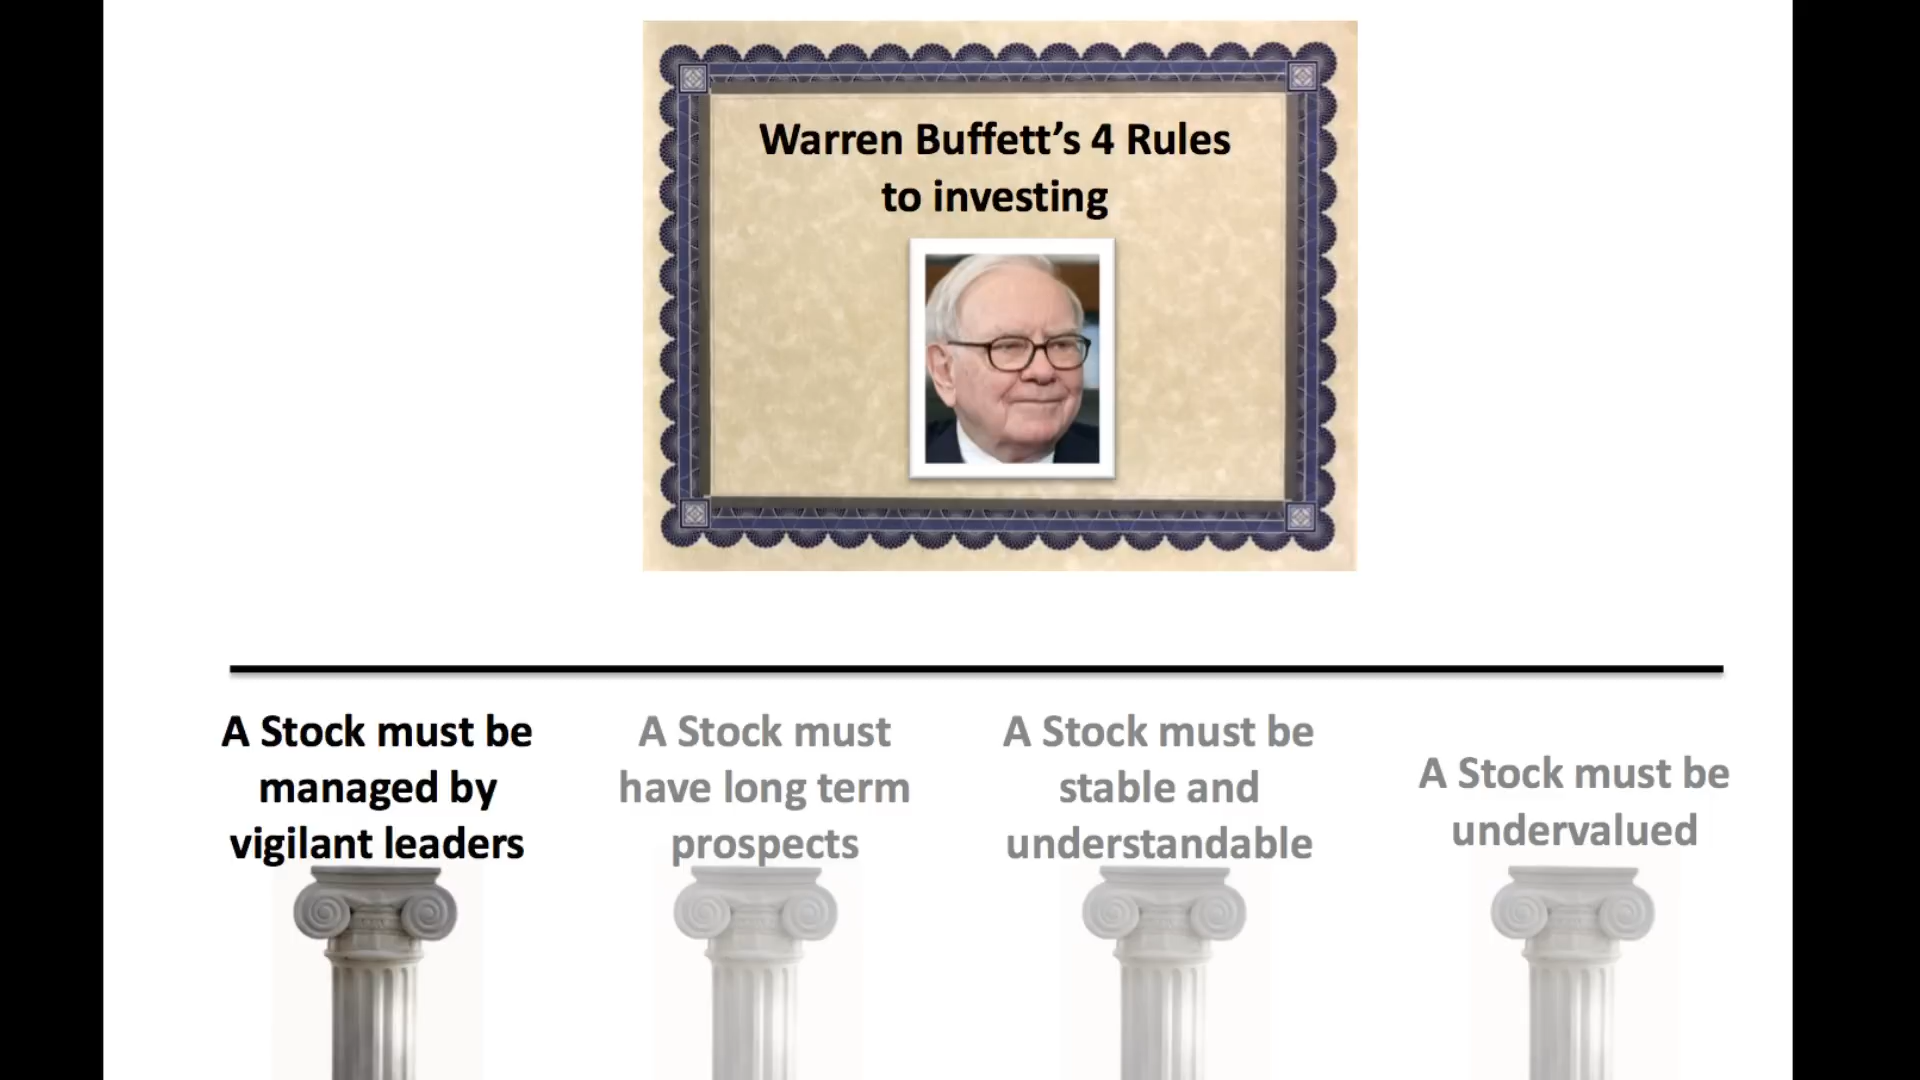 Warren Buffett’s 4 Rules
to investing
A Stock must be
managed by
vigilant leaders
A Stock must
have long term
prospects
A Stock must be
stable and
understandable
A Stock must be
undervalued